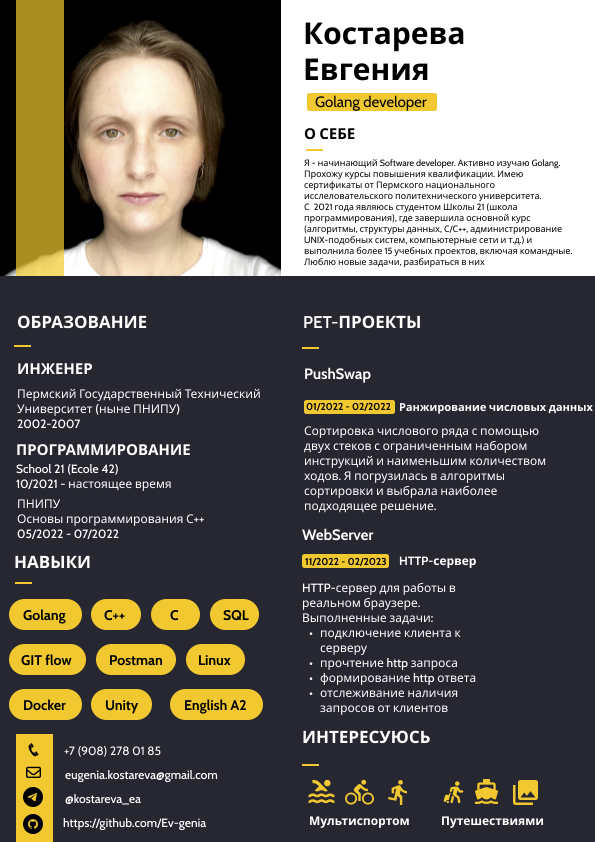 Костарева
Евгения
Golang developer
О СЕБЕ
Я - начинающий Software developer. Активно изучаю Golang.
Прохожу курсы повышения квалификации. Имею
сертификаты от Пермского национального
исслеловательского политехнического университета.
С 2021 года являюсь студентом Школы 21 (школа
программирования), где завершила основной курс
(алгоритмы, структуры данных, С/С++, администрирование
UNIX-подобных систем, компьютерные сети и т.д.) и
выполнила более 15 учебных проектов, включая командные.
Люблю новые задачи, разбираться в них
ОБРАЗОВАНИЕ
ИНЖЕНЕР
Пермский Государственный Технический
Университет (ныне ПНИПУ)
2002-2007
ПРОГРАММИРОВАНИЕ
School 21 (Ecole 42)
10/2021 - настоящее время
ПНИПУ
Основы программирования С++
05/2022 - 07/2022
НАВЫКИ
Golang C++ C SQL
GIT flow Postman Linux
Docker Unity English A2
+7 (908) 278 01 85
eugenia.kostareva@gmail.com
@kostareva_ea
https://github.com/Ev-genia
PET-ПРОЕКТЫ
PushSwap
01/2022 - 02/2022 Ранжирование числовых данных
Сортировка числового ряда с помощью
двух стеков с ограниченным набором
инструкций и наименьшим количеством
ходов. Я погрузилась в алгоритмы
сортировки и выбрала наиболее
подходящее решение.
WebServer
11/2022 - 02/2023 HTTP-сервер
HTTP-сервер для работы в
реальном браузере.
Выполненные задачи:
• подключение клиента к
серверу
• прочтение http запроса
• формирование http ответа
• отслеживание наличия
запросов от клиентов
ИНТЕРЕСУЮСЬ
Мультиспортом Путешествиями